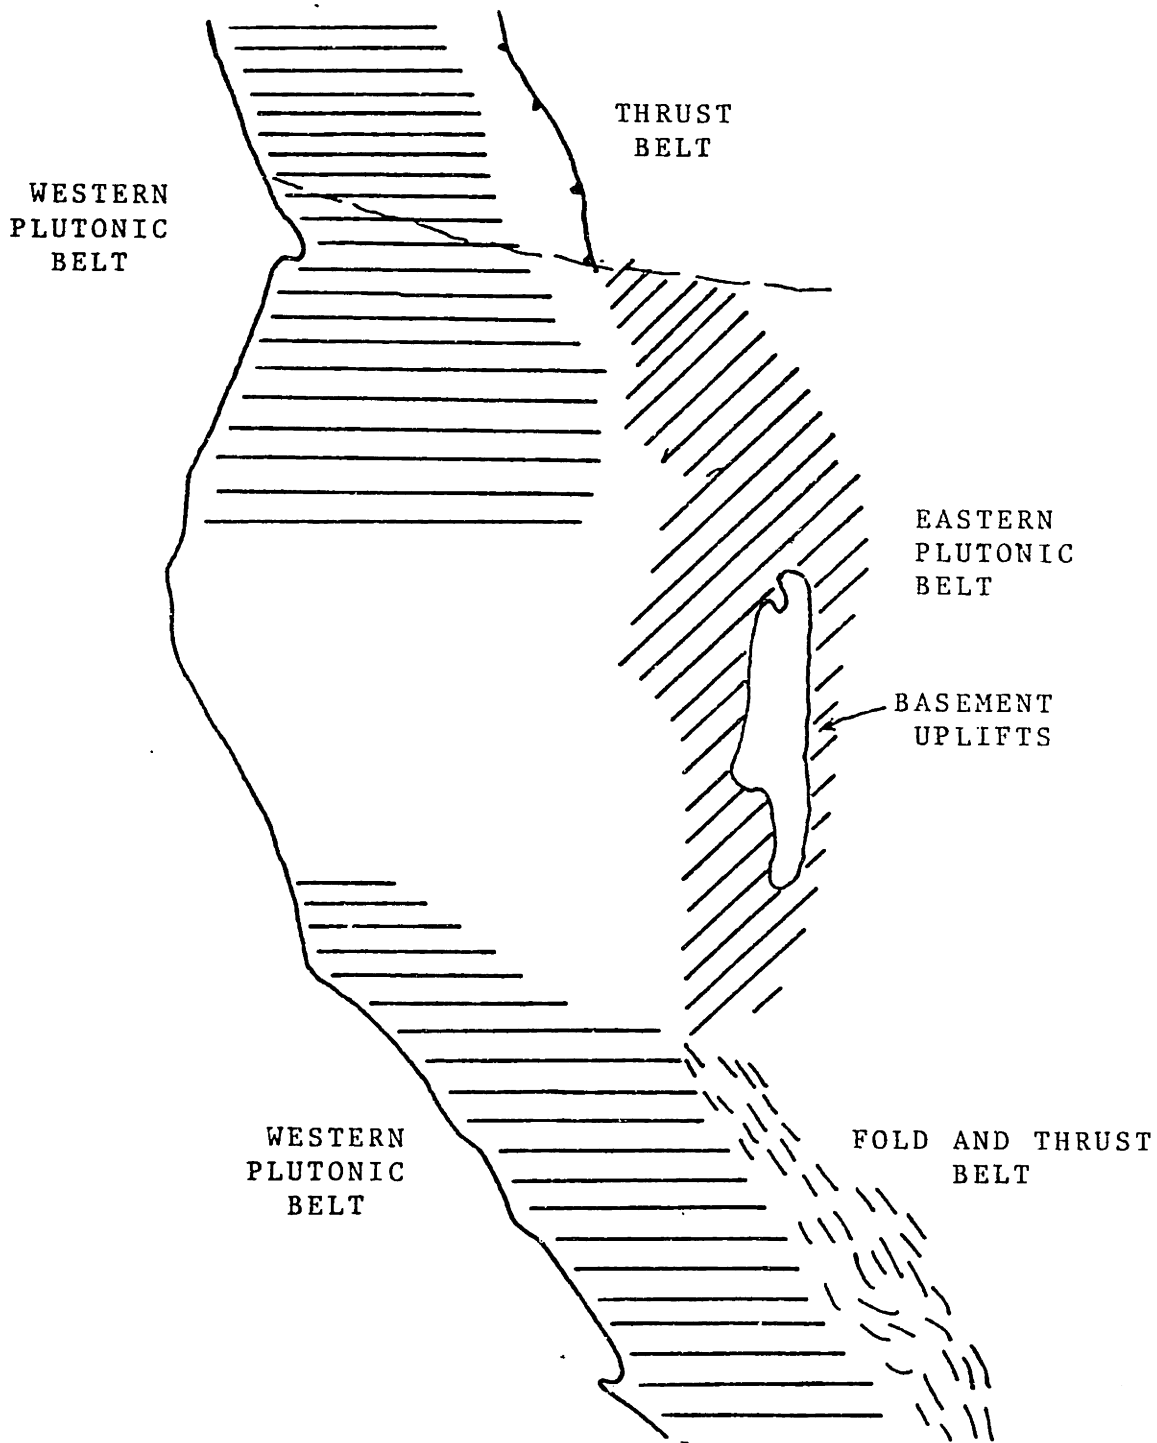 THRUST
BELT
WESTERN
PLUTONIC
BELT
EASTERN
PLUTONIC
BELT
BASEMENT
UPLIFTS
WESTERN
PLUTONIC
BELT
FOLD AND THRUST
BELT